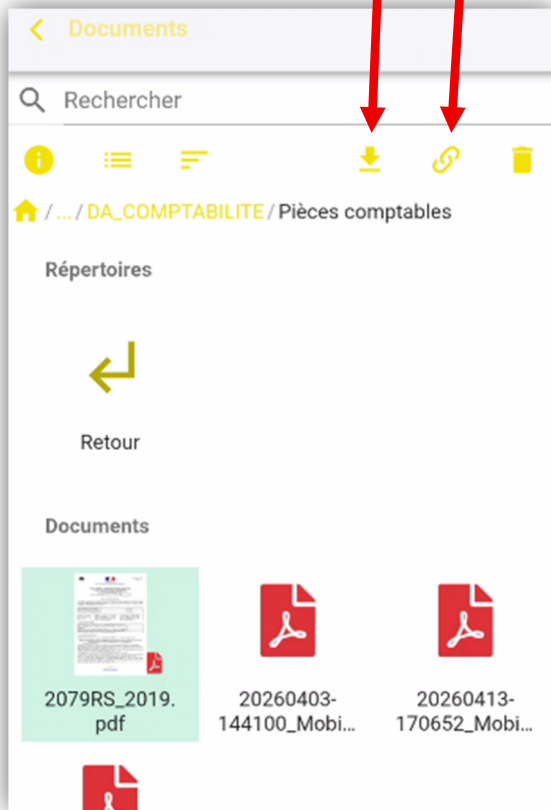 Documents
Rechercher
/ ... / DA_COMPTABILITE / Pièces comptables
Répertoires
Retour
Documents
2079RS_2019.
pdf
20260403-
144100_Mobi...
20260413-
170652_Mobi...